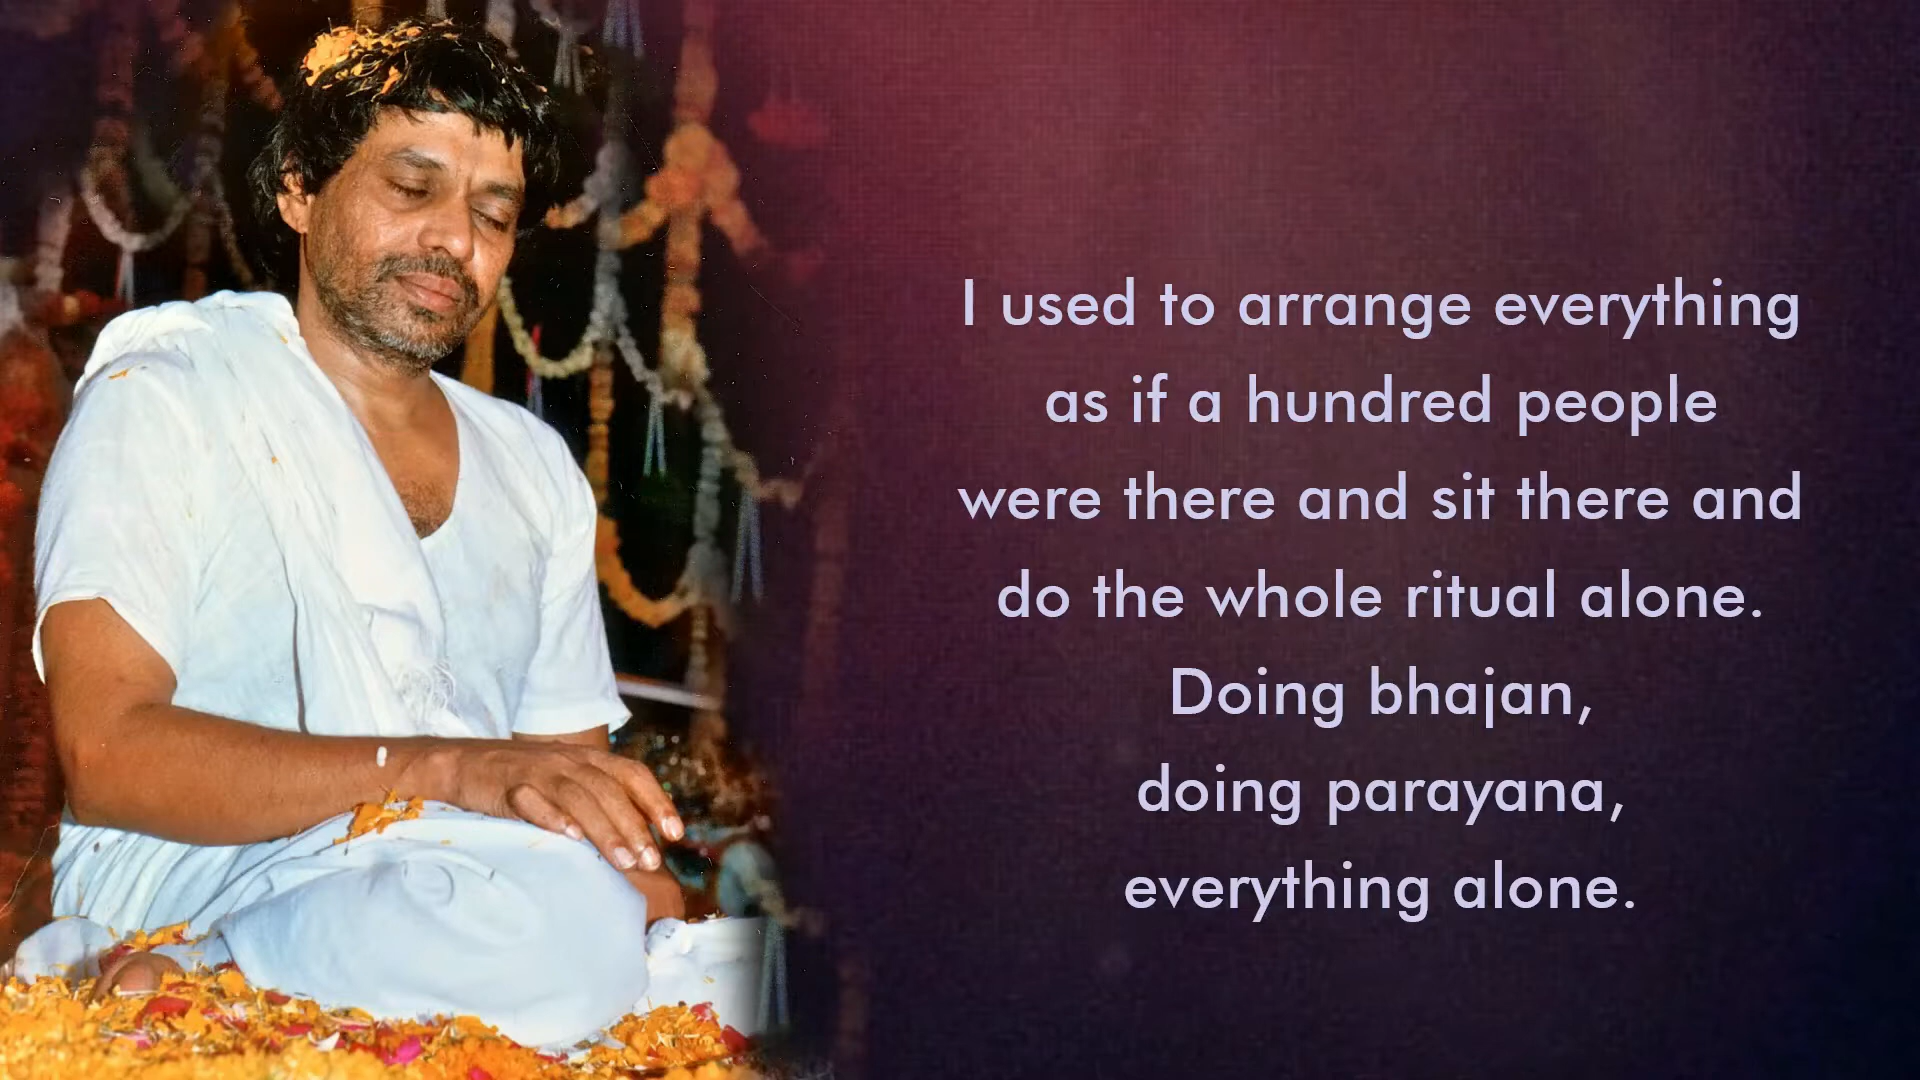 I used to arrange everything
as if a hundred people
were there and sit there and
do the whole ritual alone.
Doing bhajan,
doing parayana,
everything alone.